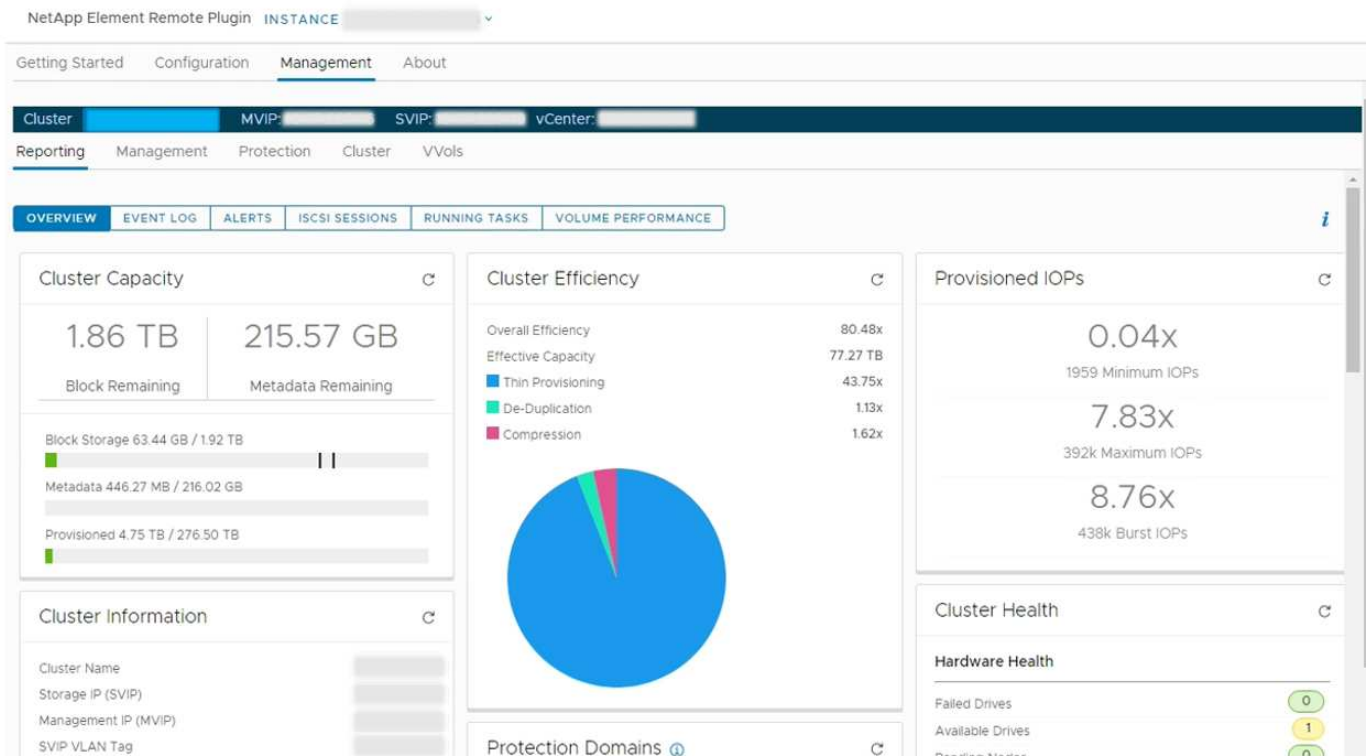 NetApp Element Remote Plugin INSTANCE
Getting Started Configuration Management About
Cluster MVIP: SVIP: vCenter:
Reporting Management Protection Cluster VVols
OVERVIEW EVENT LOG ALERTS ISCSI SESSIONS RUNNING TASKS VOLUME PERFORMANCE i
Cluster Capacity
1.86 TB 215.57 GB
Block Remaining Metadata Remaining
Block Storage 63.44 GB / 1.92 TB
Metadata 446.27 MB / 216.02 GB
Provisioned 4.75 TB / 276.50 TB
Cluster Information
Cluster Name
Storage IP (SVIP)
Management IP (MVIP)
SVIP VLAN Tag
Cluster Efficiency
Overall Efficiency 80.48x
Effective Capacity 77.27 TB
Thin Provisioning 43.75x
De-Duplication 1.13x
Compression 1.62x
Protection Domains
Provisioned IOPs
0.04x
1959 Minimum IOPs
7.83x
392k Maximum IOPs
8.76x
438k Burst IOPs
Cluster Health
Hardware Health
Failed Drives 0
Available Drives 1